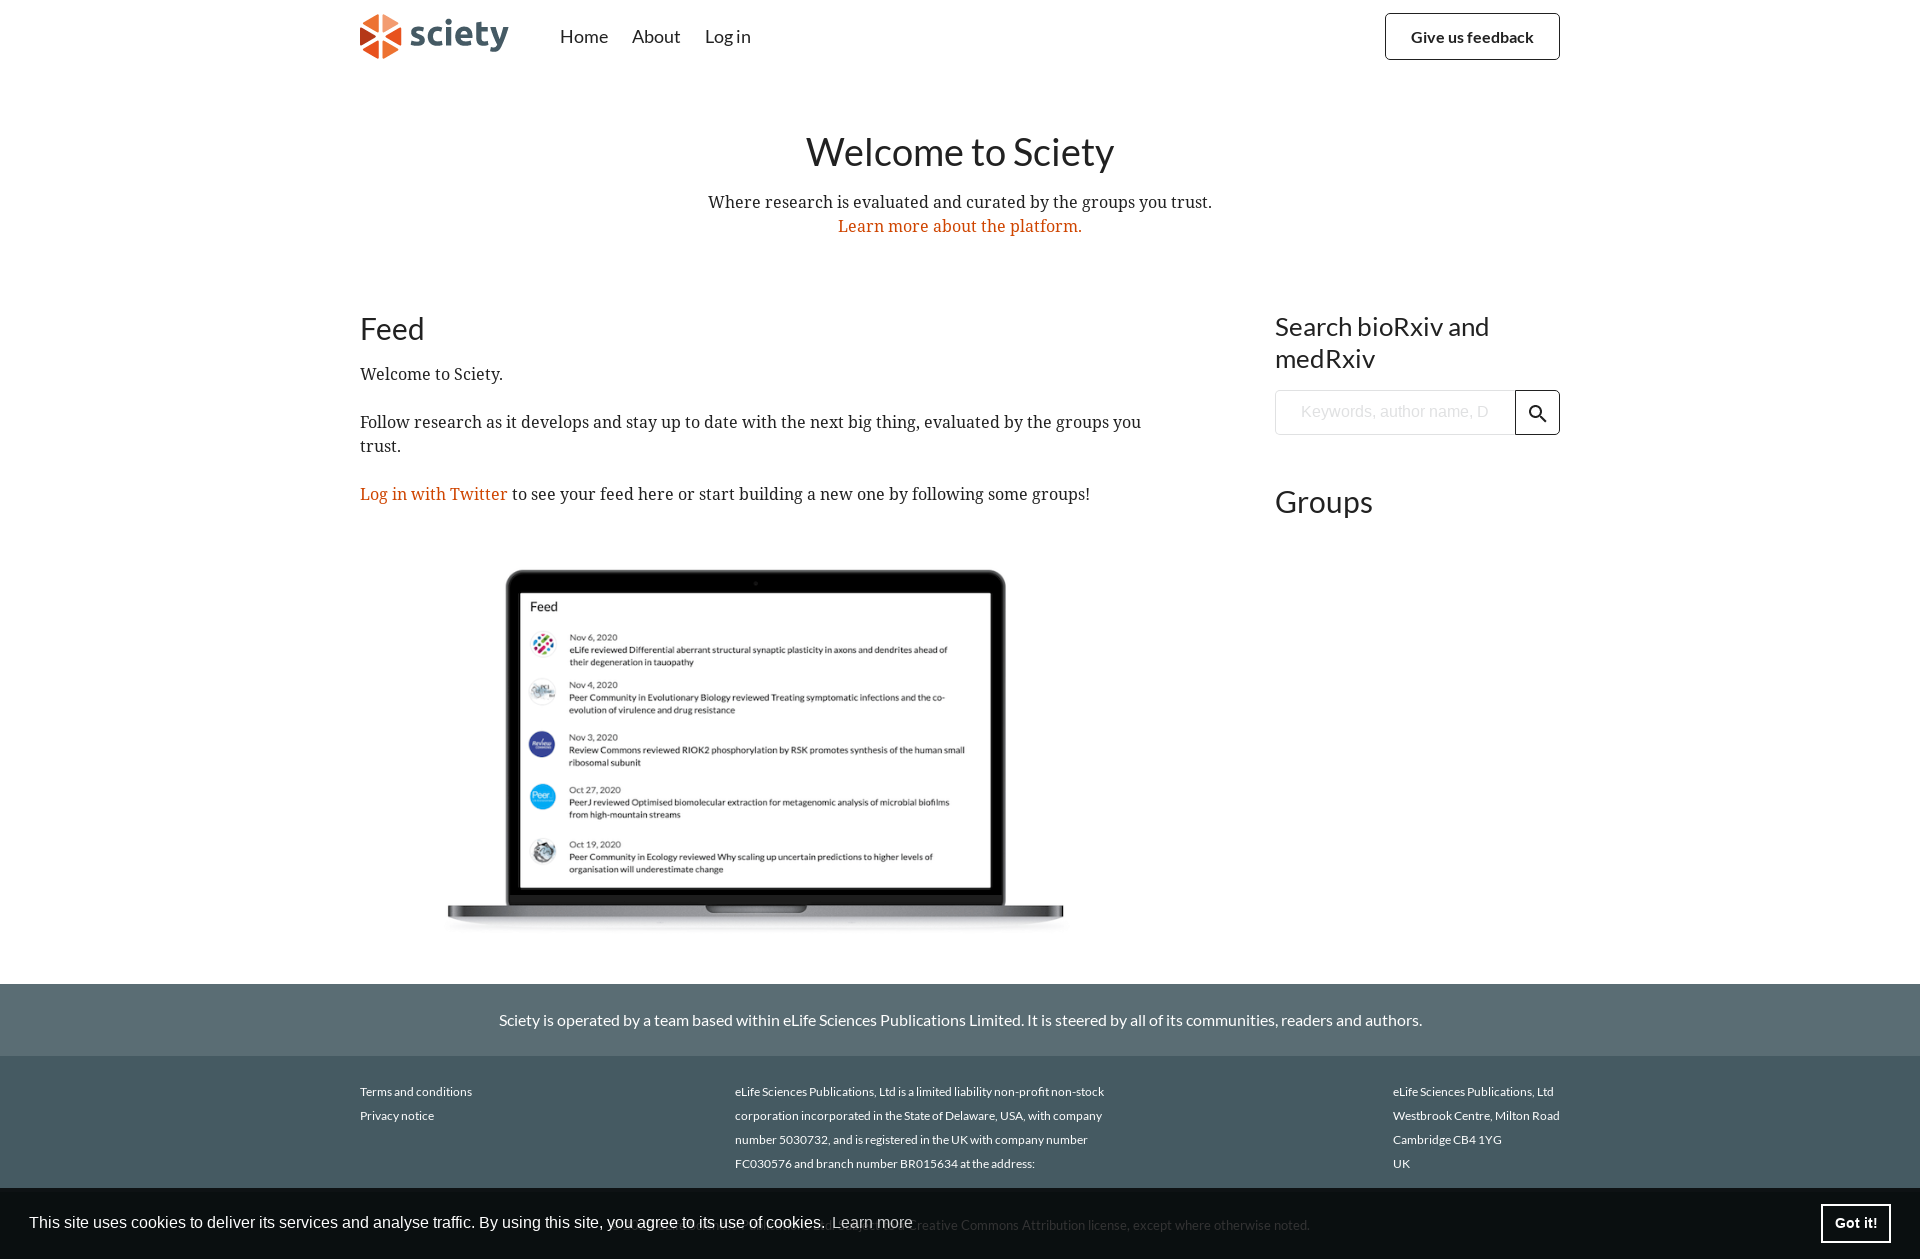 sciety
Home
About
Log in
Give us feedback
Welcome to Sciety
Where research is evaluated and curated by the groups you trust.
Learn more about the platform.
Feed
Welcome to Sciety.
Follow research as it develops and stay up to date with the next big thing, evaluated by the groups you
trust.
Log in with Twitter to see your feed here or start building a new one by following some groups!
Search bioRxiv and
medRxiv
Keywords, author name, D
Groups
Feed
Nov 6, 2020
eLife reviewed Differential aberrant structural synaptic plasticity in axons and dendrites ahead of
their degeneration in tauopathy
Nov 4, 2020
Peer Community in Evolutionary Biology reviewed Treating symptomatic infections and the co-
evolution of virulence and drug resistance
Nov 3, 2020
Review Commons reviewed RIOK2 phosphorylation by RSK promotes synthesis of the human small
ribosomal subunit
Oct 27, 2020
PeerJ reviewed Optimised biomolecular extraction for metagenomic analysis of microbial biofilms
from high-mountain streams
Oct 19, 2020
Peer Community in Ecology reviewed Why scaling up uncertain predictions to higher levels of
organisation will underestimate change
Sciety is operated by a team based within eLife Sciences Publications Limited. It is steered by all of its communities, readers and authors.
Terms and conditions
Privacy notice
eLife Sciences Publications, Ltd is a limited liability non-profit non-stock
corporation incorporated in the State of Delaware, USA, with company
number 5030732, and is registered in the UK with company number
FC030576 and branch number BR015634 at the address:
eLife Sciences Publications, Ltd
Westbrook Centre, Milton Road
Cambridge CB4 1YG
UK
This site uses cookies to deliver its services and analyse traffic. By using this site, you agree to its use of cookies. Learn more
Creative Commons Attribution license, except where otherwise noted.
Got it!